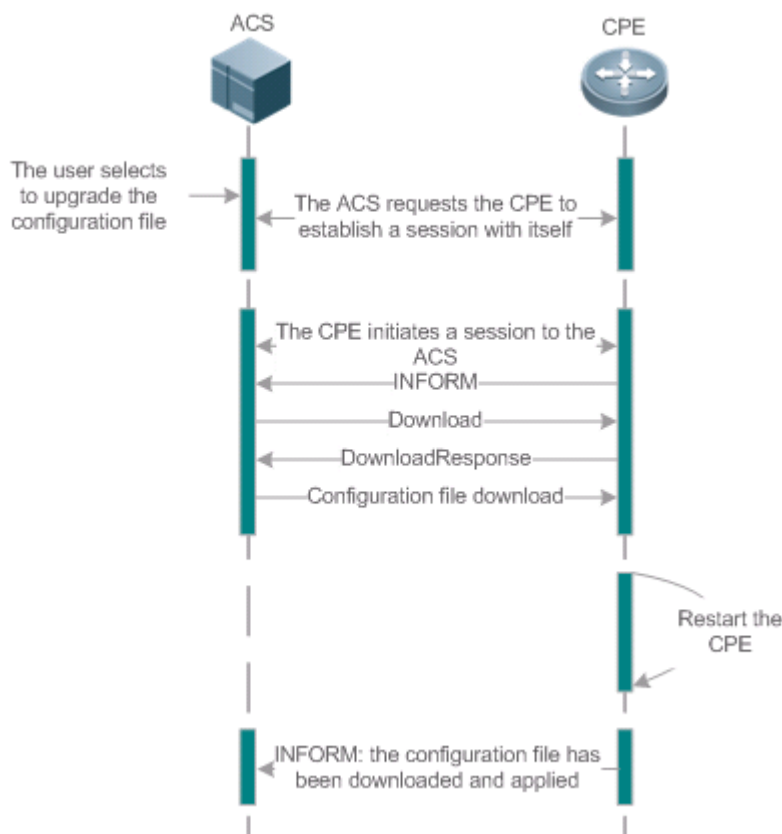 ACS
CPE
The user selects
to upgrade the
configuration file
The ACS requests the CPE to
establish a session with itself
The CPE initiates a session to the
ACS
INFORM
Download
DownloadResponse
Configuration file download
Restart the
CPE
INFORM: the configuration file has
been downloaded and applied